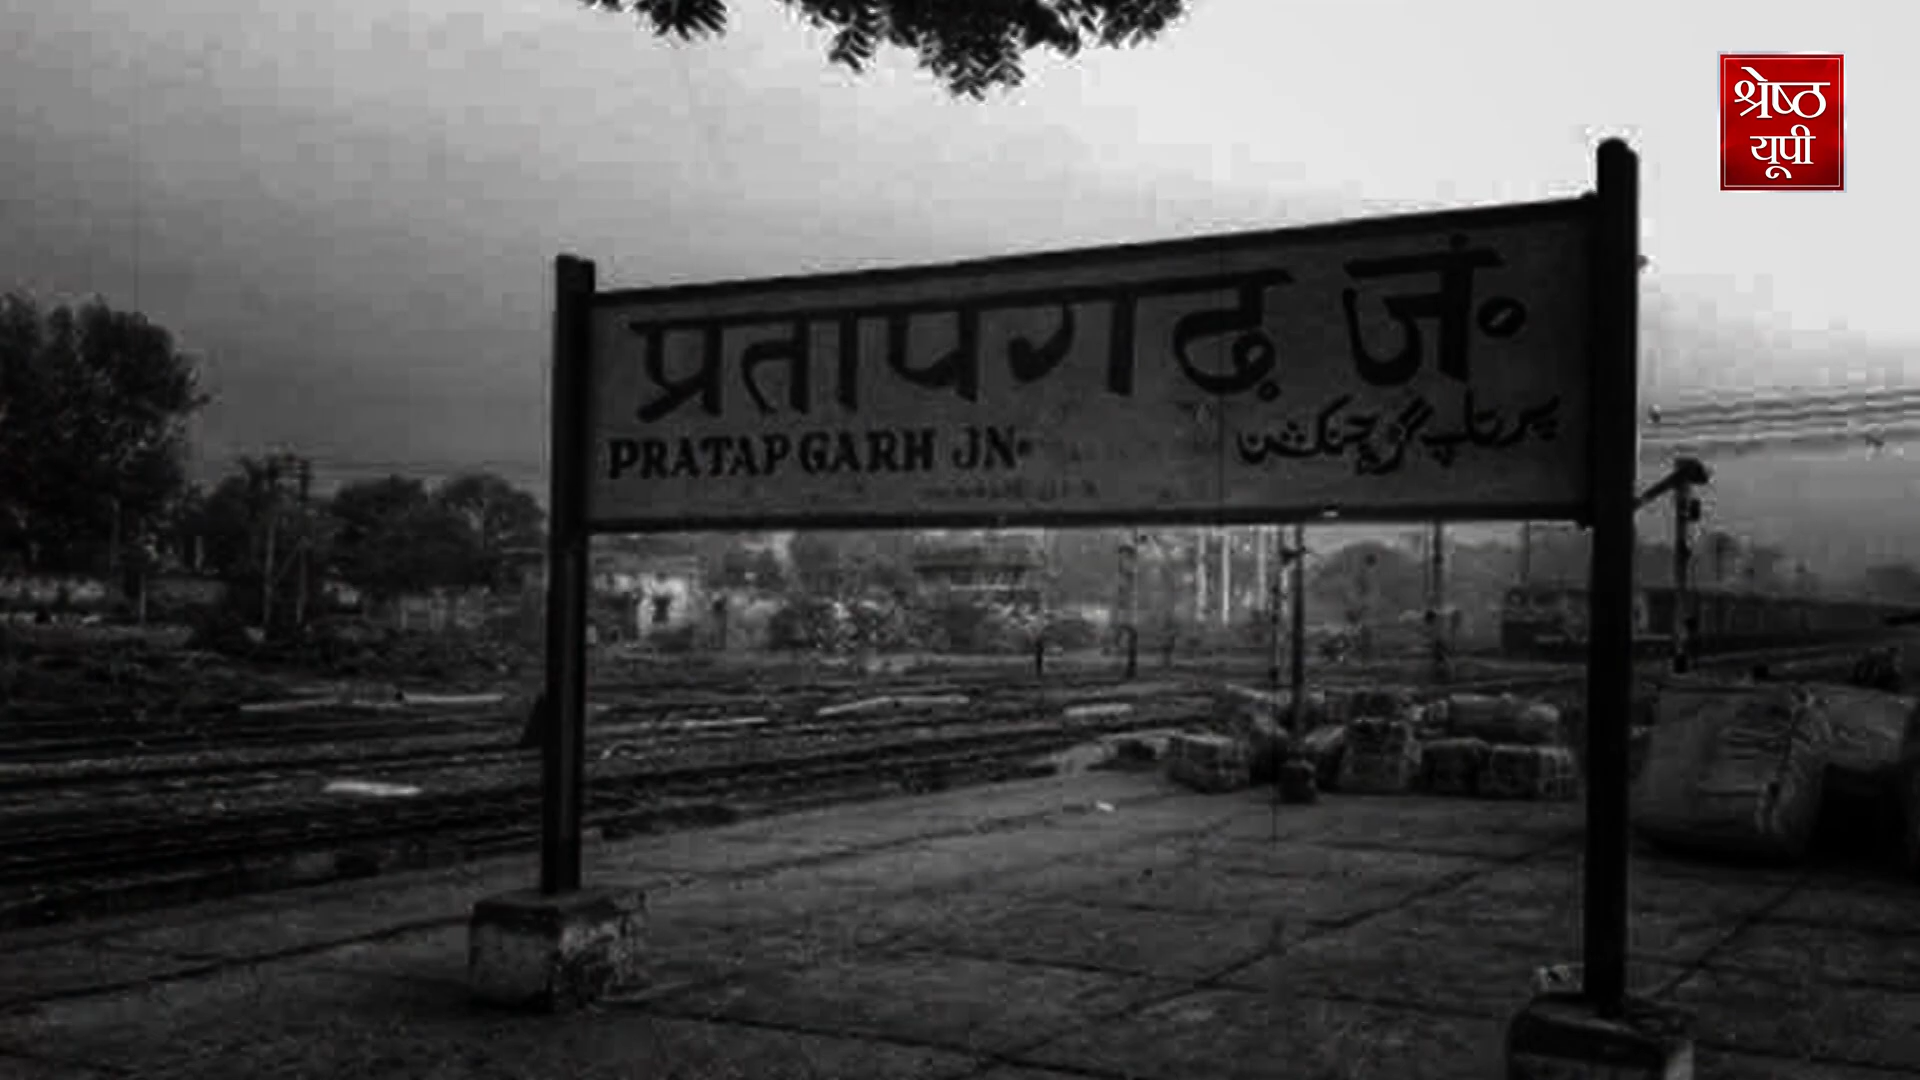 श्रेष्ठ
यूपी
प्रतापगढ़ जं०
PRATAPGARH JN.
پرتاپ گڑھ جنکشن